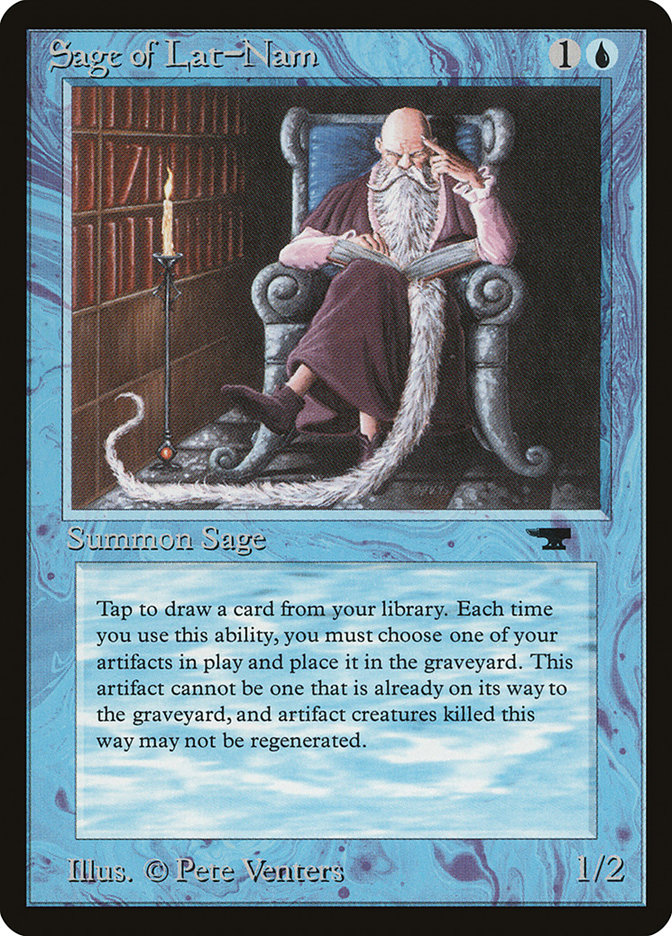 Sage of Lat-Nam 1
Summon Sage
Tap to draw a card from your library. Each time
you use this ability, you must choose one of your
artifacts in play and place it in the graveyard. This
artifact cannot be one that is already on its way to
the graveyard, and artifact creatures killed this
way may not be regenerated.
Illus. © Pete Venters 1/2